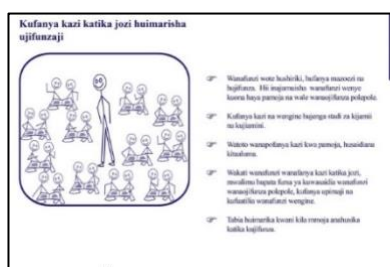 Kufanya kazi katika jozi huimarisha
ujifunzaji
Wanafunzi wote hushiriki, hufanya mazoezi na
hujifunza. Hii inajumuisha wanafunzi wenye
kuona haya pamoja na wale wanaojifunza polepole.
Kufanya kazi na wengine hujenga stadi za kijamii
na kujiamini.
Watoto wanapofanya kazi kwa pamoja, husaidiana
kitaaluma.
Wakati wanafunzi wanafanya kazi katika jozi,
mwalimu hupata fursa ya kuwasaidia wanafunzi
wanaojifunza polepole, kufanya upimaji na
kufuatilia wanafunzi wengine.
Tabia huimarika kwani kila mmoja anahusika
katika kujifunza.